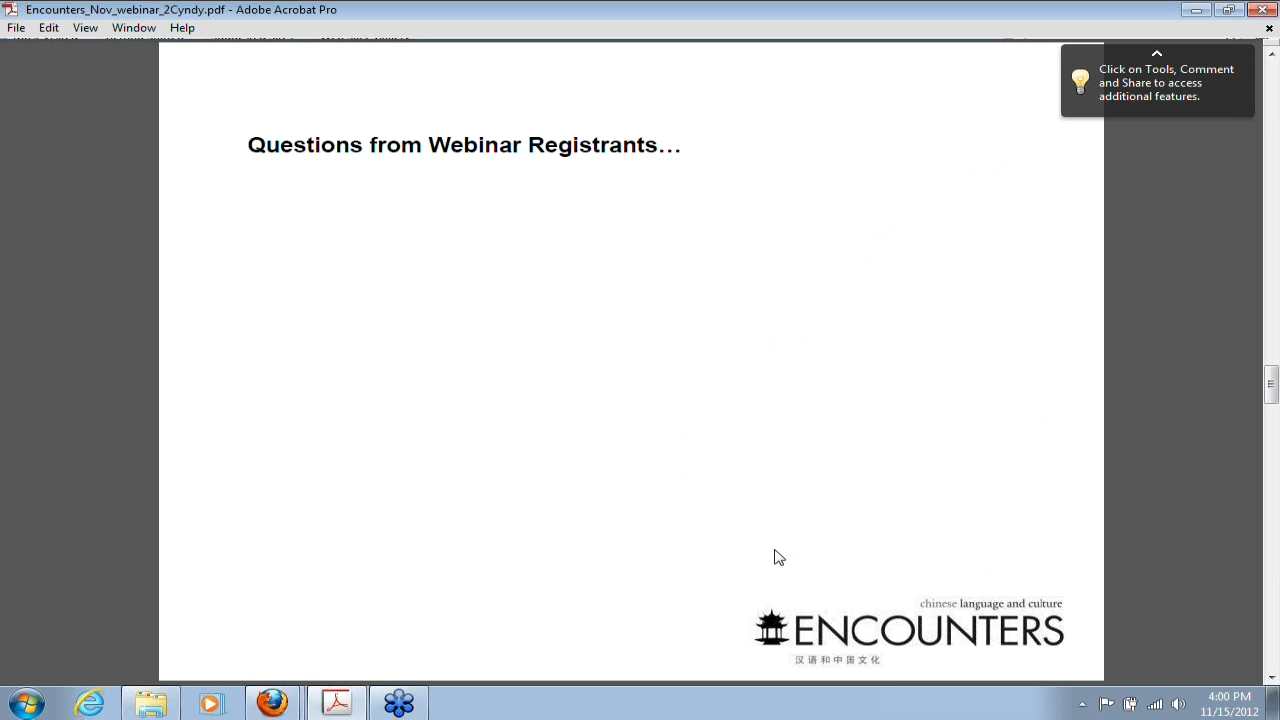 Encounters_Nov_webinar_2Cyndy.pdf - Adobe Acrobat Pro
File Edit View Window Help
Click on Tools, Comment
and Share to access
additional features.
Questions from Webinar Registrants…
chinese language and culture
ENCOUNTERS
汉语和中国文化
4:00 PM
11/15/2012